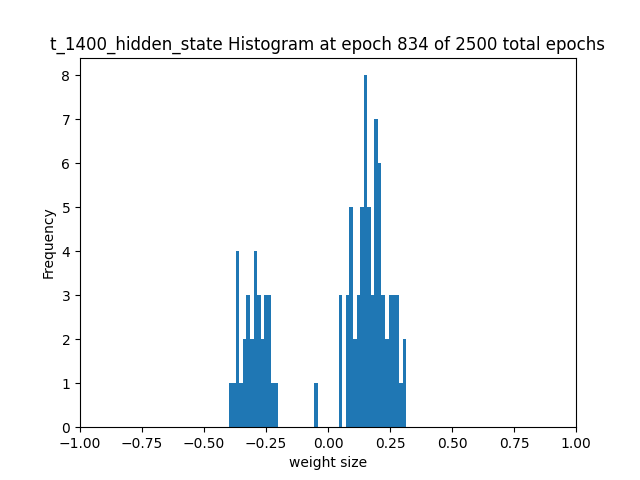 t_1400_hidden_state Histogram at epoch 834 of 2500 total epochs
8
7
6
5
4
3
2
1
0
Frequency
−1.00 −0.75 −0.50 −0.25 0.00 0.25 0.50 0.75 1.00
weight size